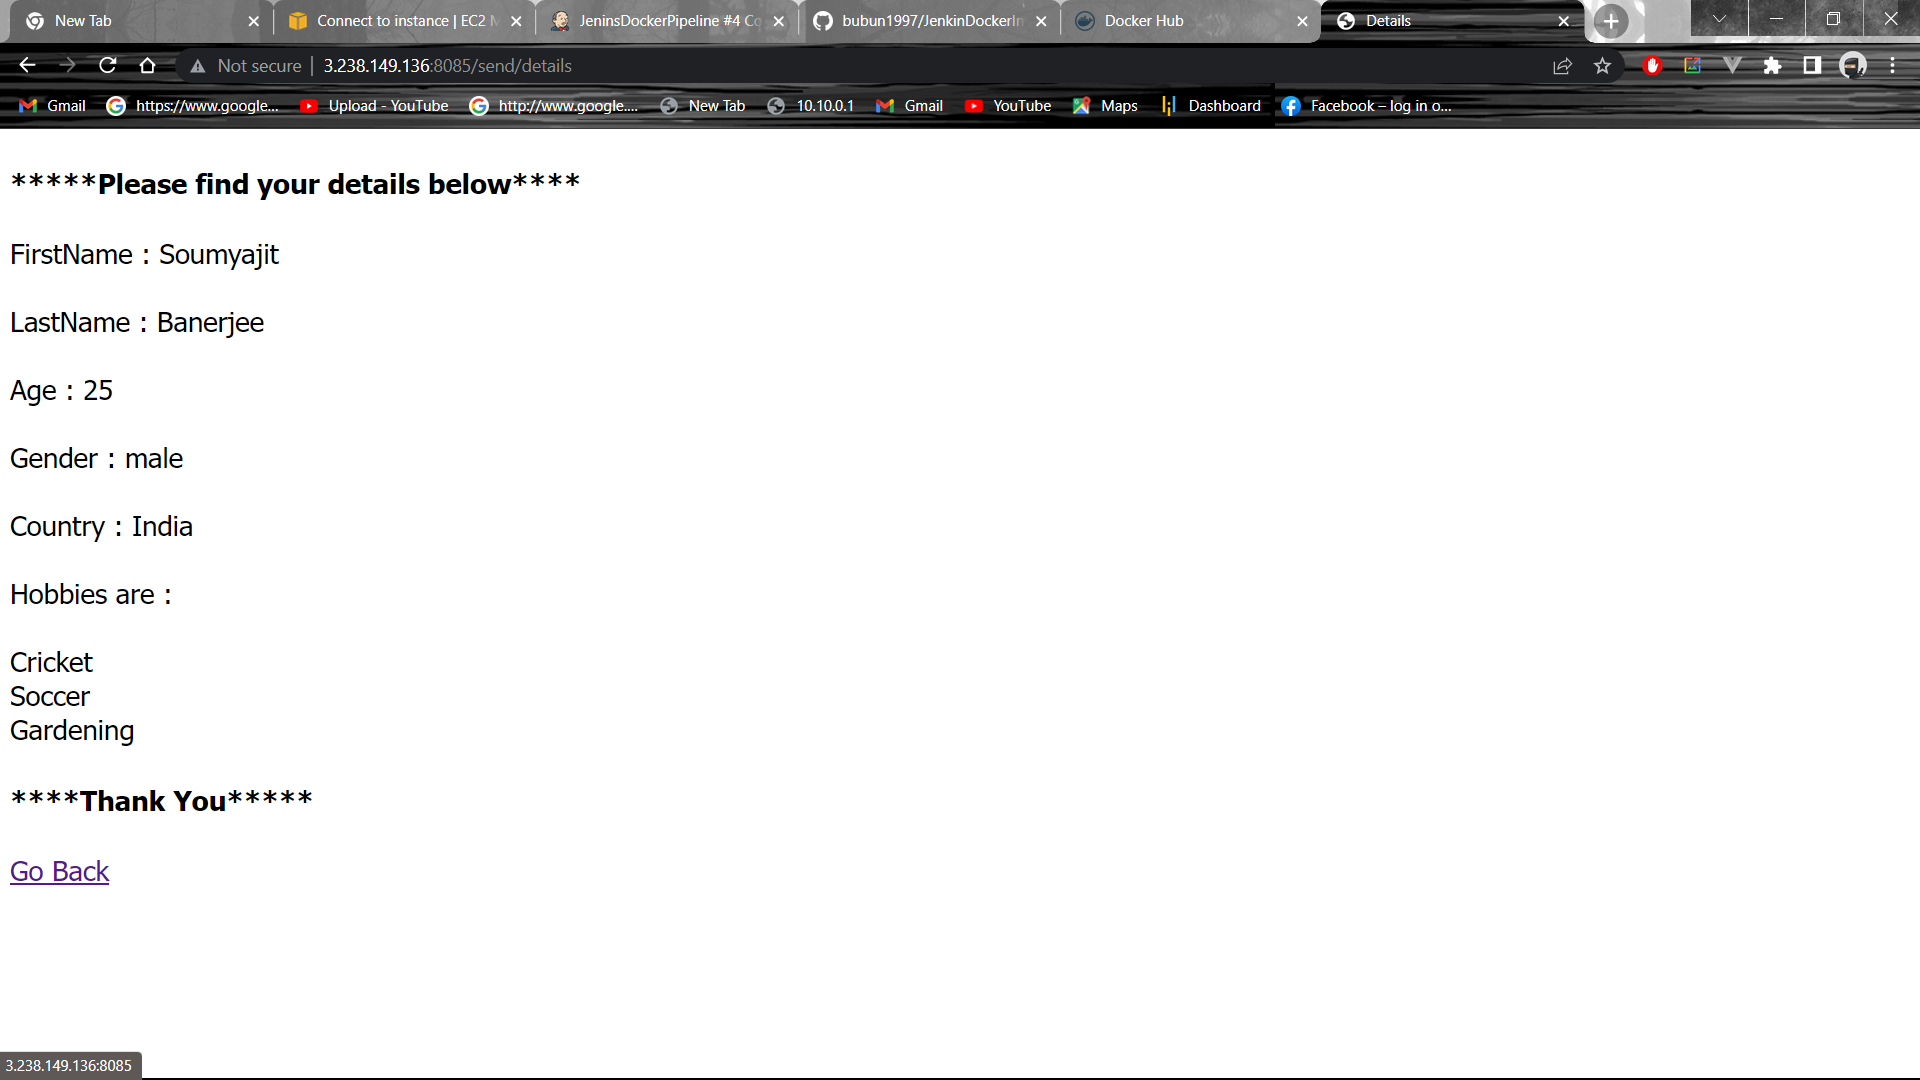 New Tab
Connect to instance | EC2 M
JeninsDockerPipeline #4 Co
bubun1997/JenkinDockerIn
Docker Hub
Details
Not secure | 3.238.149.136:8085/send/details
Gmail
https://www.google...
Upload - YouTube
http://www.google....
New Tab
10.10.0.1
Gmail
YouTube
Maps
Dashboard
Facebook – log in o...
*****Please find your details below****
FirstName : Soumyajit
LastName : Banerjee
Age : 25
Gender : male
Country : India
Hobbies are :
Cricket
Soccer
Gardening
****Thank You*****
Go Back
3.238.149.136:8085